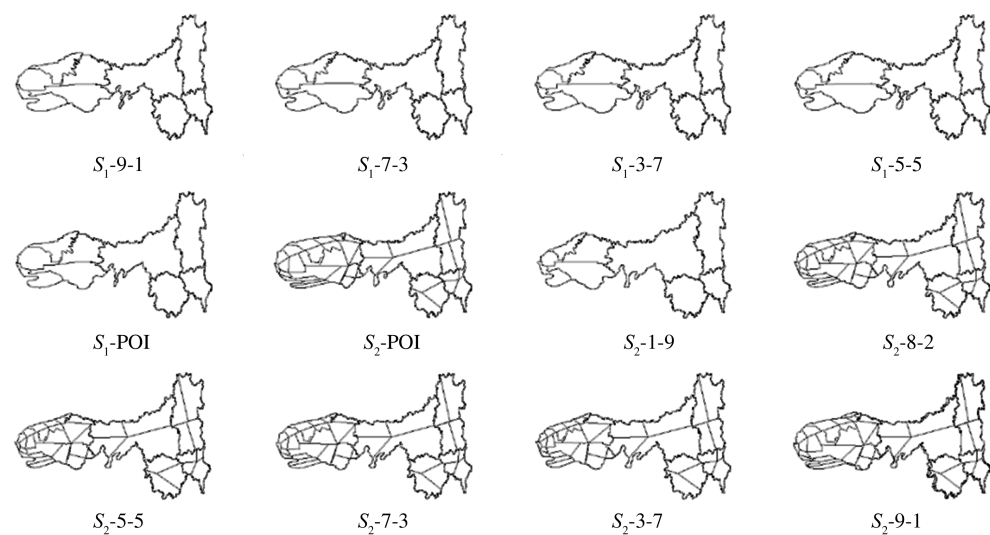 S₁-9-1 S₁-7-3 S₁-3-7 S₁-5-5
S₁-POI S₂-POI S₂-1-9 S₂-8-2
S₂-5-5 S₂-7-3 S₂-3-7 S₂-9-1